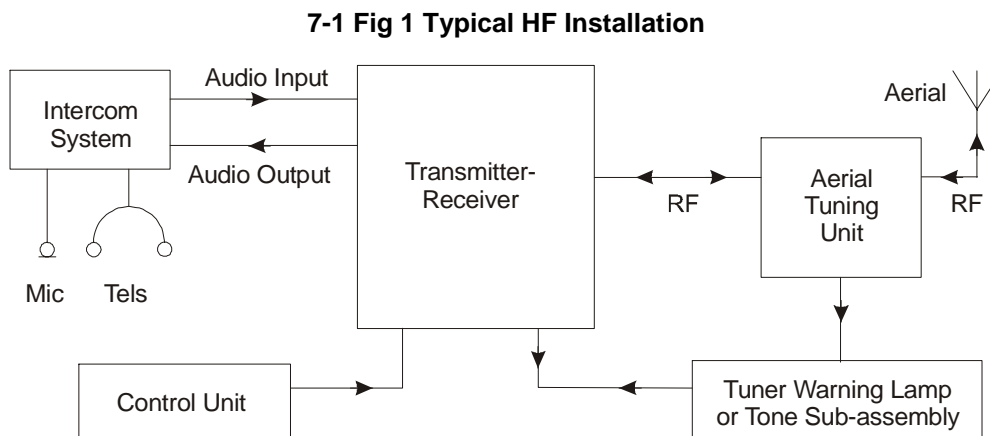 7-1 Fig 1 Typical HF Installation
Audio Input
Intercom
System
Audio Output
Mic
Tels
Transmitter-
Receiver
RF
Aerial
Tuning
Unit
Aerial
RF
Control Unit
Tuner Warning Lamp
or Tone Sub-assembly